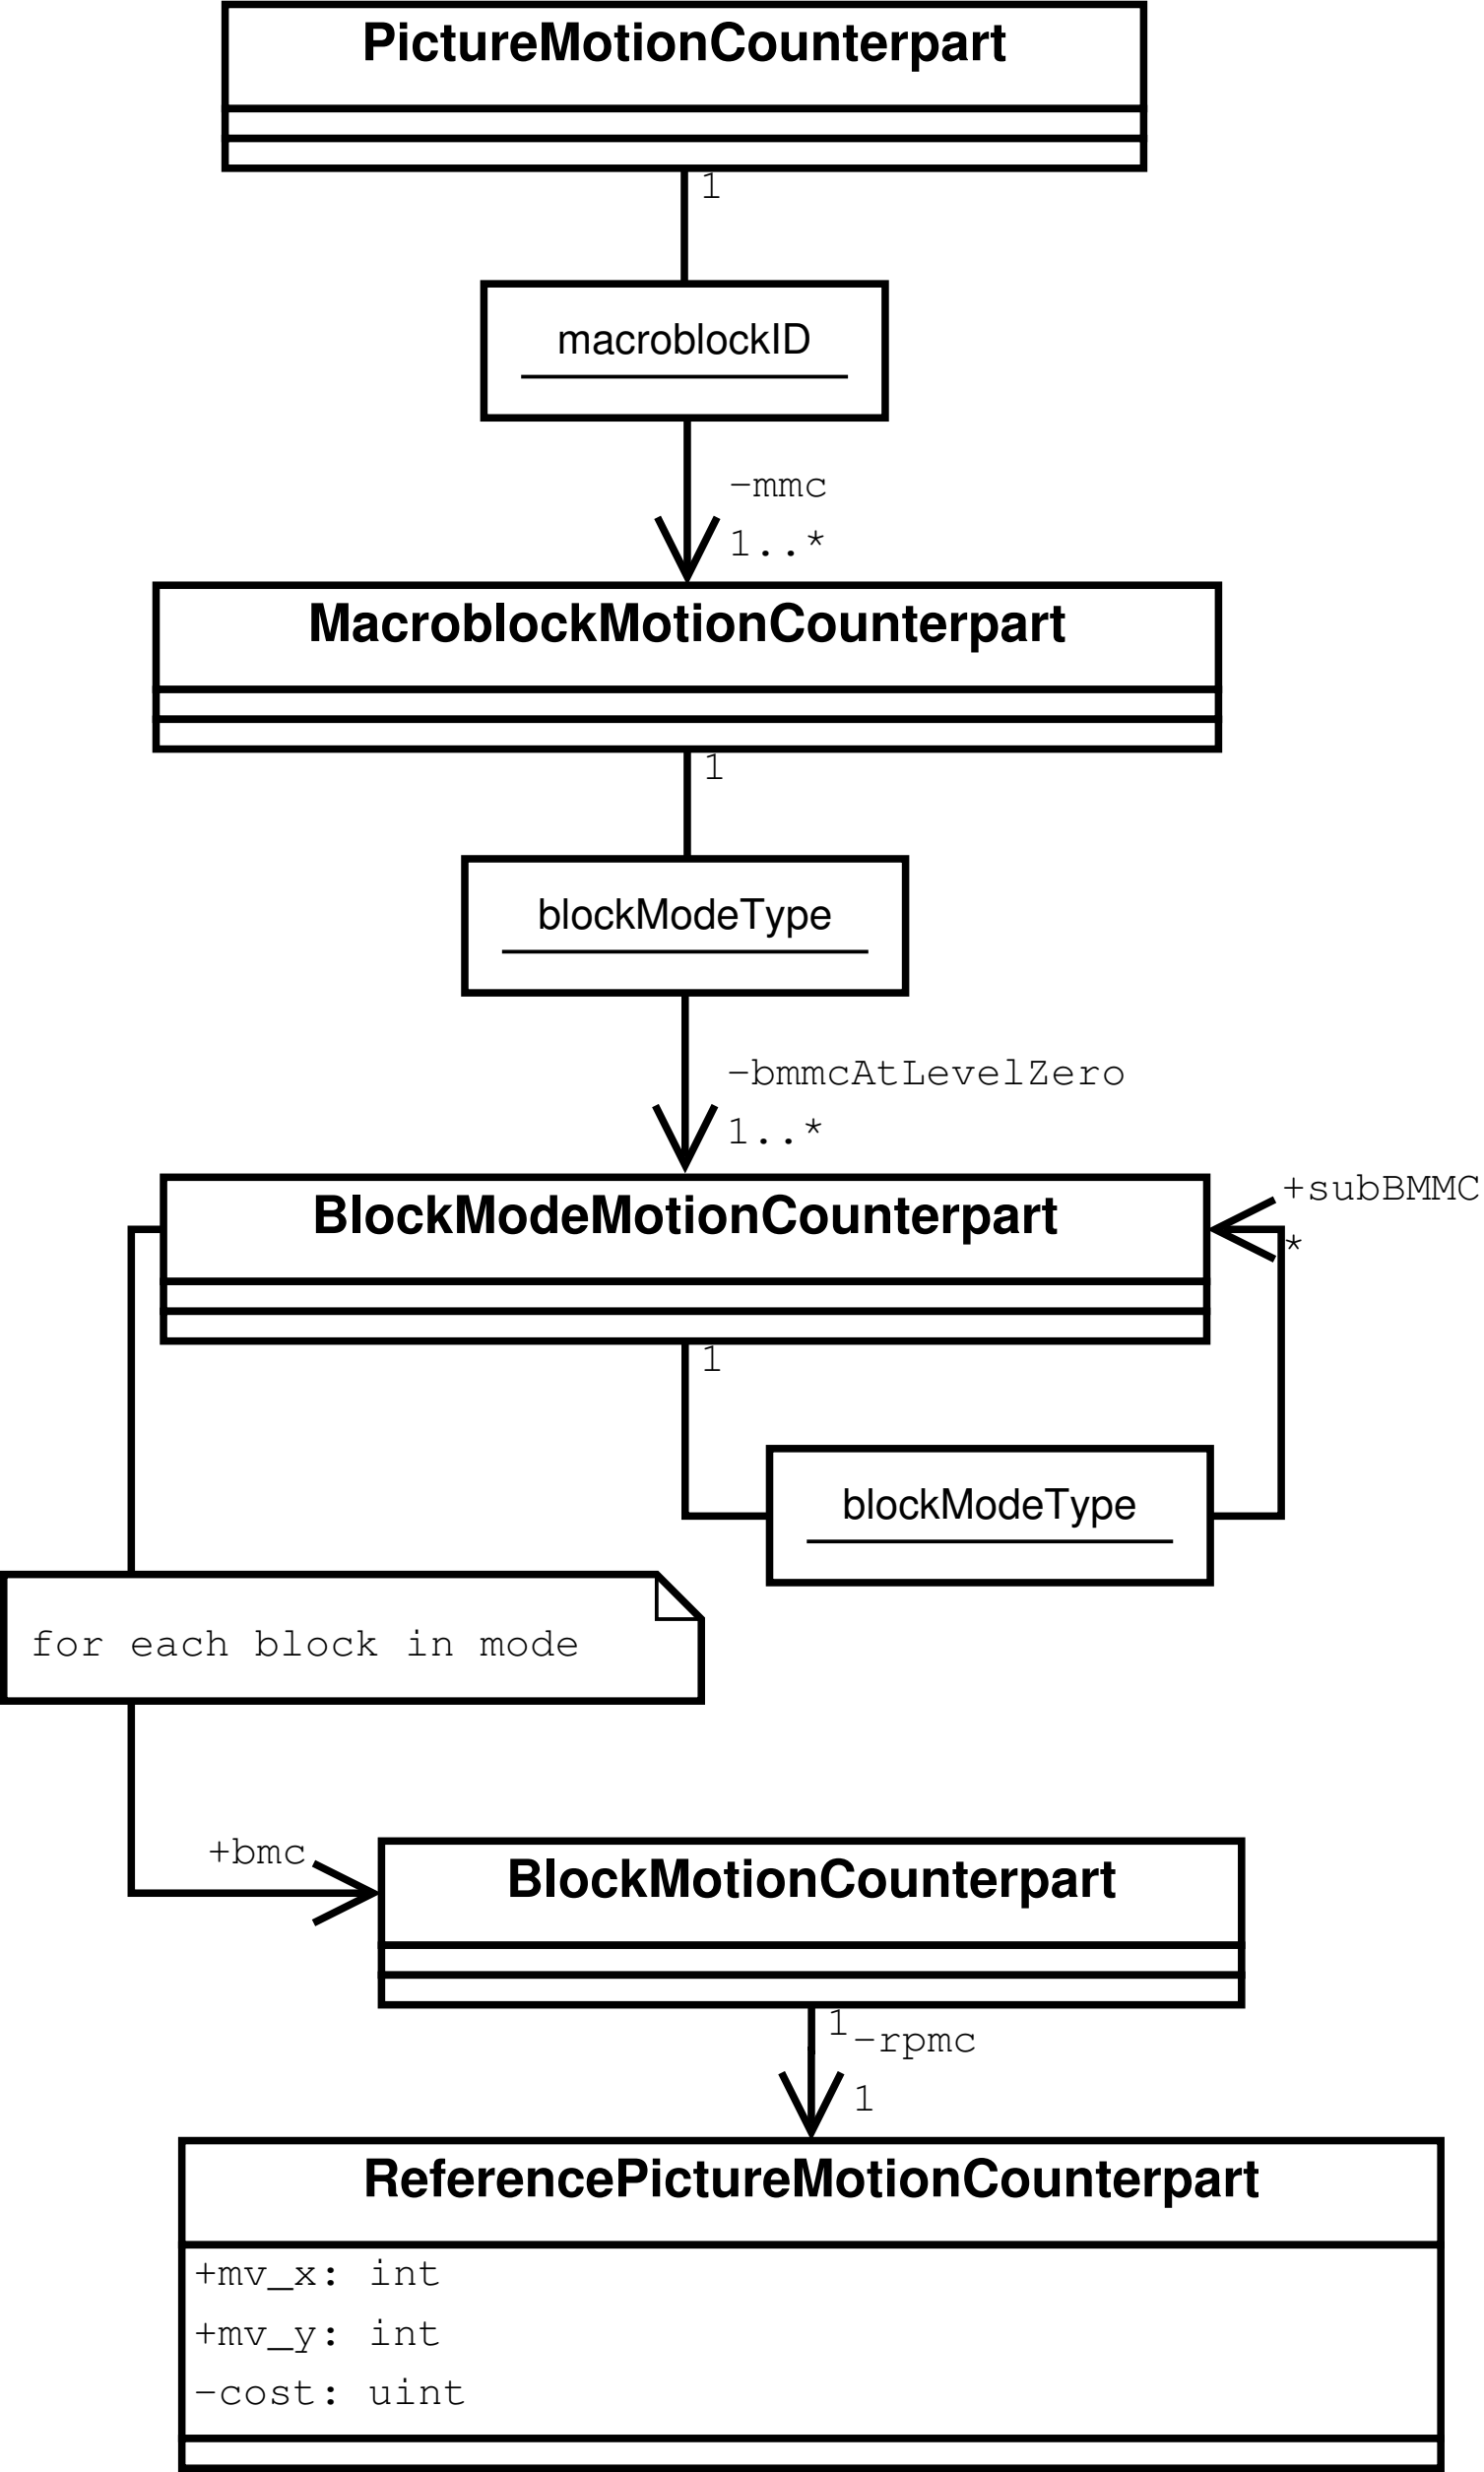 PictureMotionCounterpart
1
macroblockID
-mmc
1..*
MacroblockMotionCounterpart
1
blockModeType
-bmmcAtLevelZero
1..*
BlockModeMotionCounterpart
+subBMMC
*
1
blockModeType
for each block in mode
+bmc
BlockMotionCounterpart
1
-rpmc
1
ReferencePictureMotionCounterpart
+mv_x: int
+mv_y: int
-cost: uint